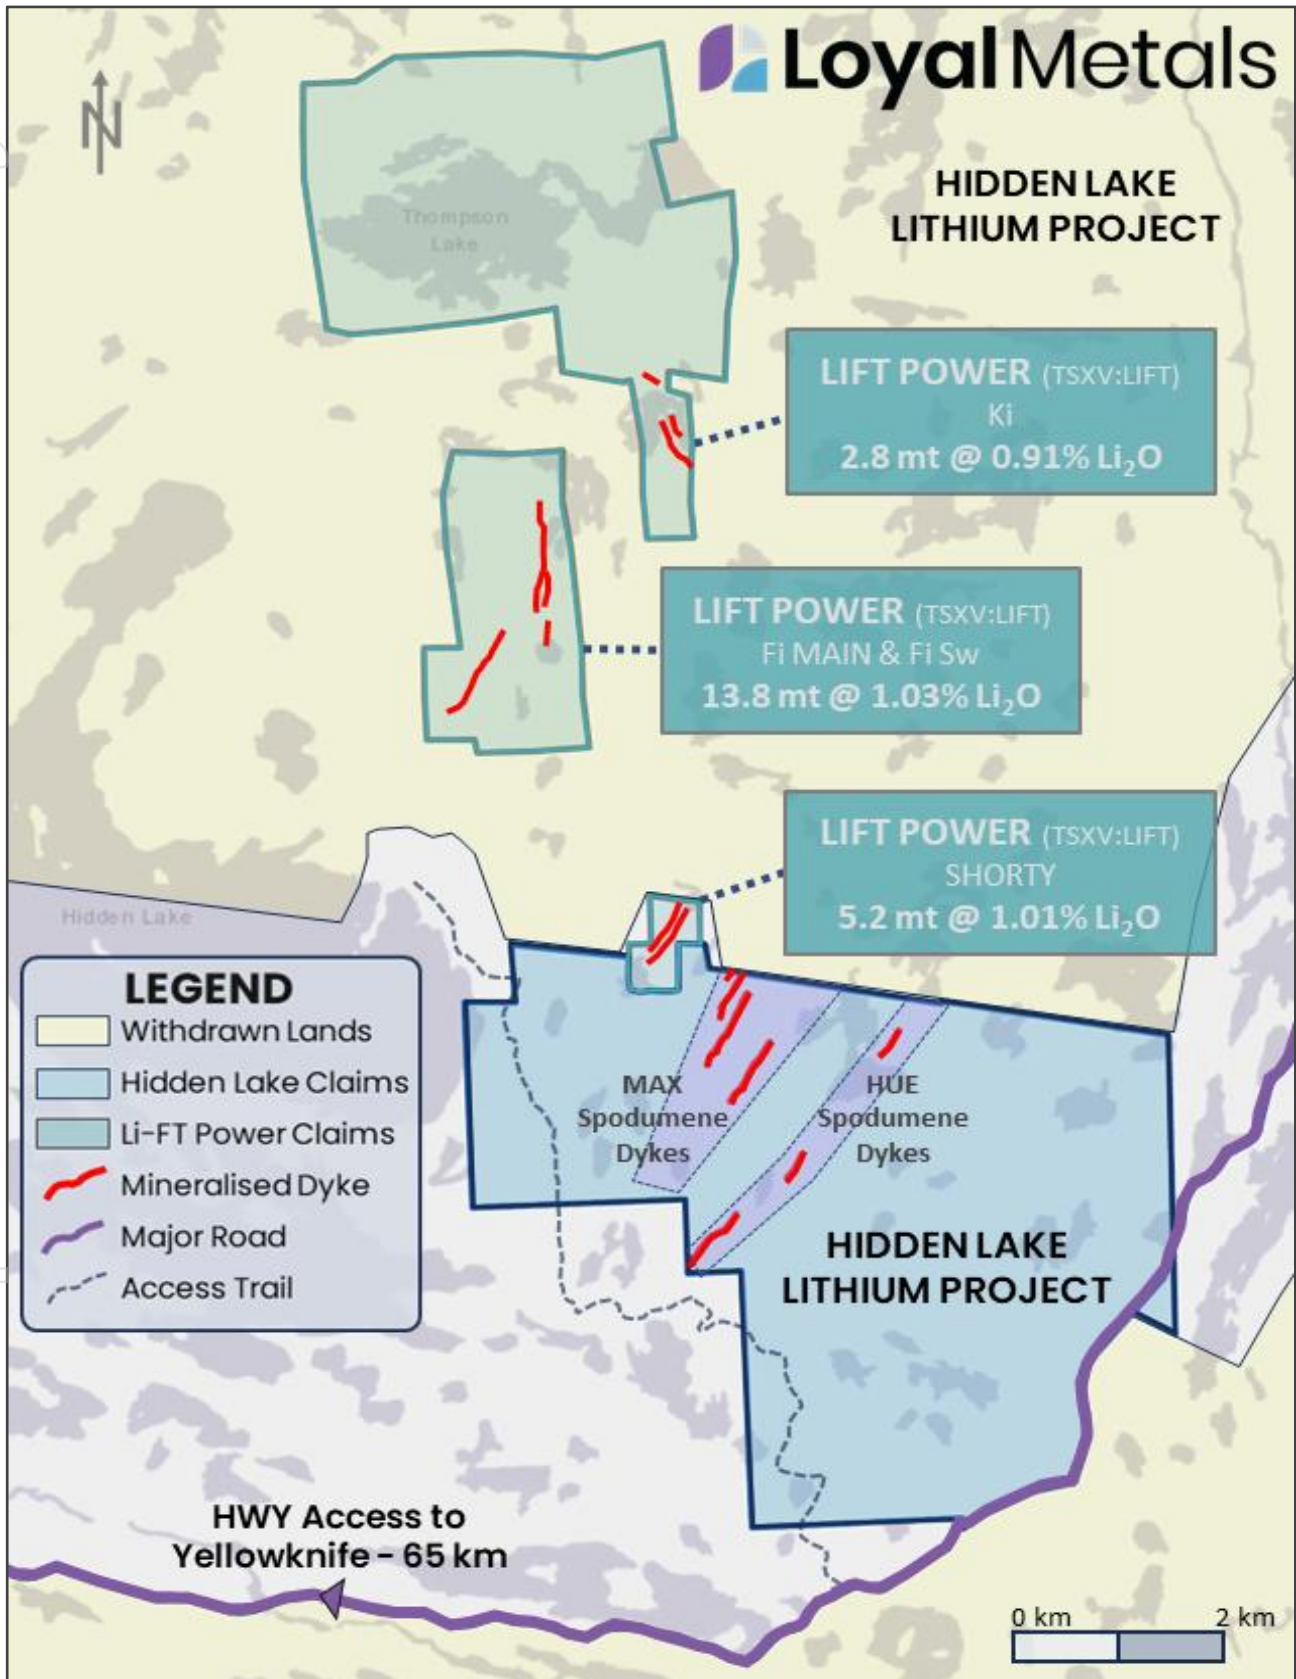 Loyal Metals
N
HIDDEN LAKE
LITHIUM PROJECT
Thompson
Lake
LIFT POWER (TSXV:LIFT)
Ki
2.8 mt @ 0.91% Li₂O
LIFT POWER (TSXV:LIFT)
Fi MAIN & Fi Sw
13.8 mt @ 1.03% Li₂O
LIFT POWER (TSXV:LIFT)
SHORTY
5.2 mt @ 1.01% Li₂O
Hidden Lake
LEGEND
Withdrawn Lands
Hidden Lake Claims
Li-FT Power Claims
Mineralised Dyke
Major Road
Access Trail
MAX
Spodumene
Dykes
HUE
Spodumene
Dykes
HIDDEN LAKE
LITHIUM PROJECT
HWY Access to
Yellowknife - 65 km
0 km 2 km